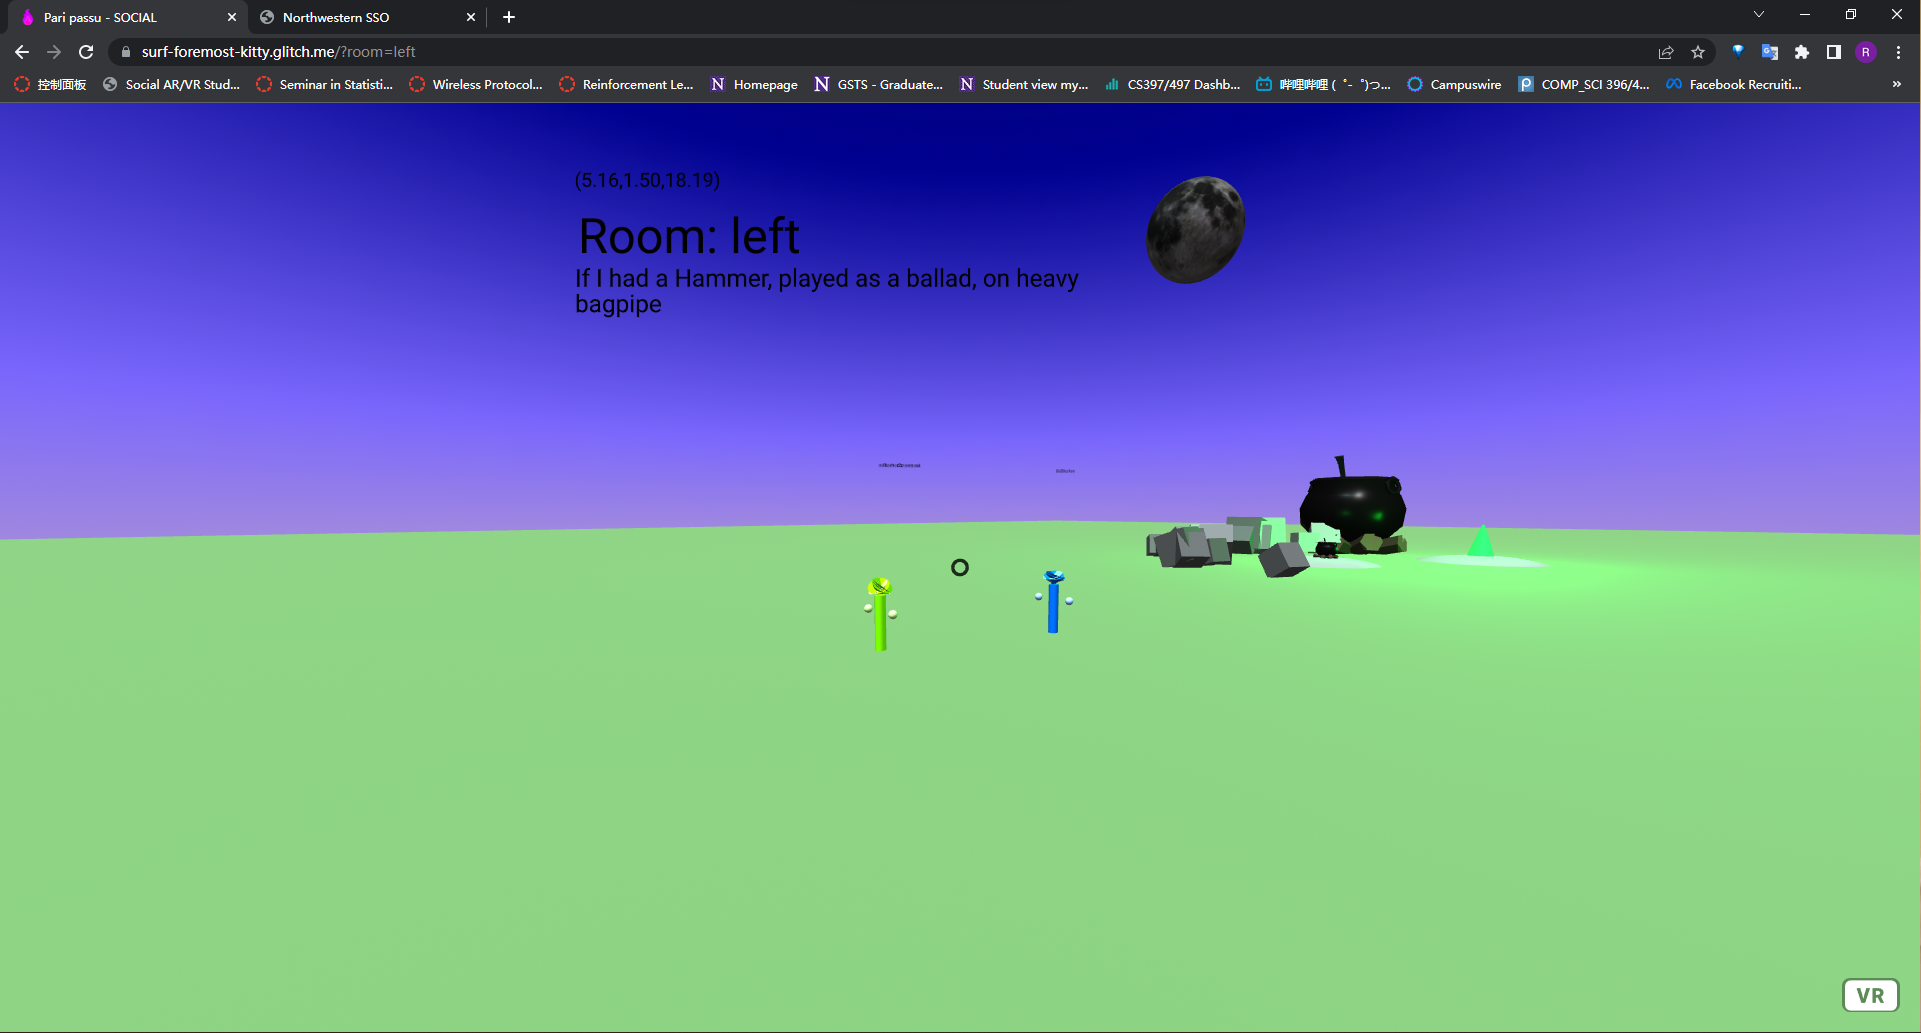 Pari passu - SOCIAL
Northwestern SSO
surf-foremost-kitty.glitch.me/?room=left
R
控制面板
Social AR/VR Stud...
Seminar in Statisti...
Wireless Protocol...
Reinforcement Le...
N Homepage
N GSTS - Graduate...
N Student view my...
CS397/497 Dashb...
哔哩哔哩 ( ゜- ゜)つ...
Campuswire
COMP_SCI 396/4...
Facebook Recruiti...
»
(5.16,1.50,18.19)
Room: left
If I had a Hammer, played as a ballad, on heavy
bagpipe
VR